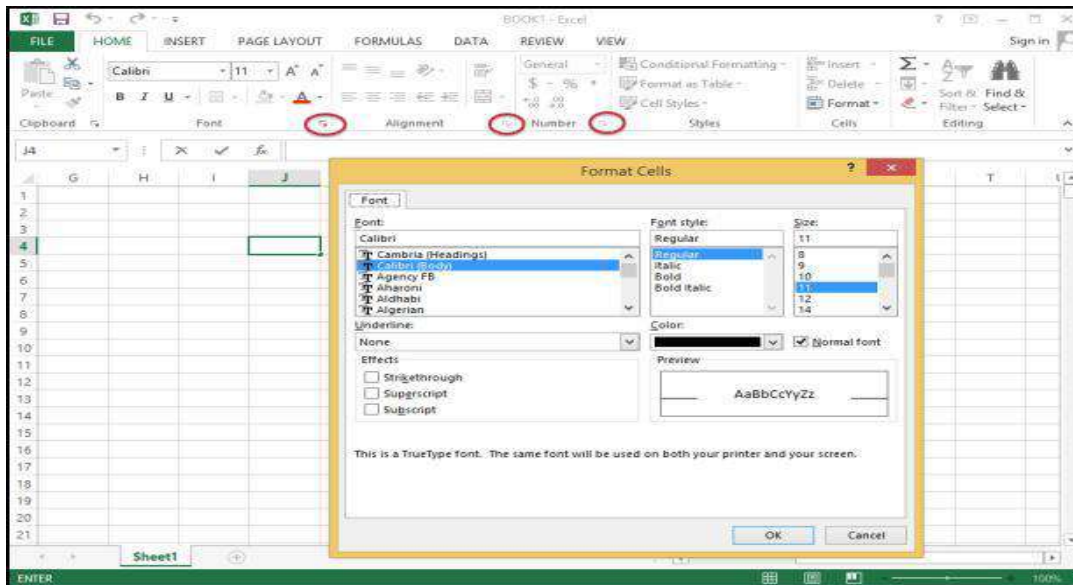 BOOK1 - Excel
FILE HOME INSERT PAGE LAYOUT FORMULAS DATA REVIEW VIEW Sign in
Calibri 11 General Conditional Formatting Insert
Paste B I U A $ % Format as Table Delete Sort & Find &
Cell Styles Format Filter Select
Clipboard Font Alignment Number Styles Cells Editing
J4 fx
G H I J T
Format Cells
Font
Font: Font style: Size:
Calibri Regular 11
Cambria (Headings) Regular 8
Calibri (Body) Italic 9
Agency FB Bold 10
Aharoni Bold Italic 11
Aldhabi 12
Algerian 14
Underline: Color:
None Normal font
Effects Preview
Strikethrough
Superscript AaBbCcYyZz
Subscript
This is a TrueType font. The same font will be used on both your printer and your screen.
OK Cancel
1
2
3
4
5
6
7
8
9
10
11
12
13
14
15
16
17
18
19
20
21
Sheet1
ENTER 100%